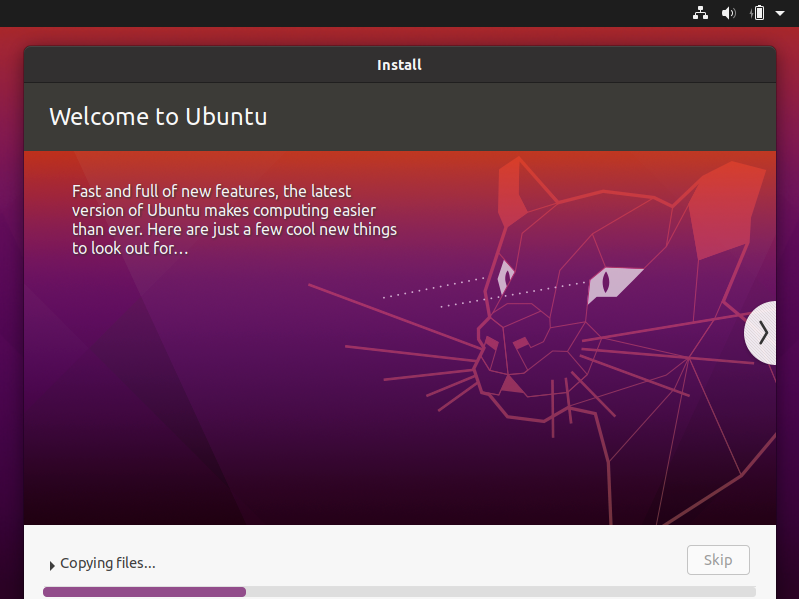 Install
Welcome to Ubuntu
Fast and full of new features, the latest
version of Ubuntu makes computing easier
than ever. Here are just a few cool new things
to look out for…
Copying files...
Skip